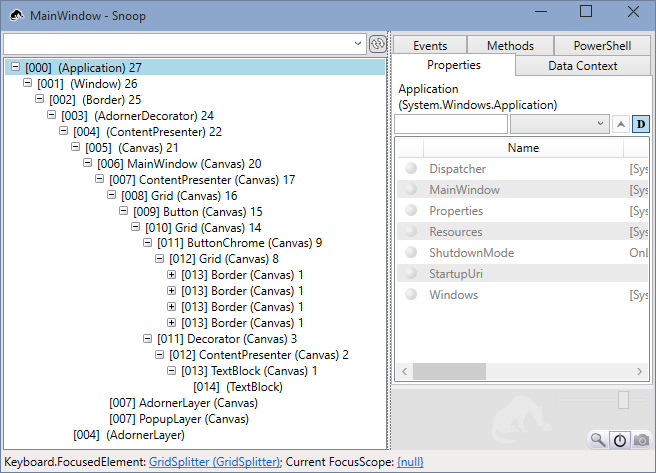 MainWindow - Snoop
[000] (Application) 27
[001] (Window) 26
[002] (Border) 25
[003] (AdornerDecorator) 24
[004] (ContentPresenter) 22
[005] (Canvas) 21
[006] MainWindow (Canvas) 20
[007] ContentPresenter (Canvas) 17
[008] Grid (Canvas) 16
[009] Button (Canvas) 15
[010] Grid (Canvas) 14
[011] ButtonChrome (Canvas) 9
[012] Grid (Canvas) 8
[013] Border (Canvas) 1
[013] Border (Canvas) 1
[013] Border (Canvas) 1
[013] Border (Canvas) 1
[011] Decorator (Canvas) 3
[012] ContentPresenter (Canvas) 2
[013] TextBlock (Canvas) 1
[014] (TextBlock)
[007] AdornerLayer (Canvas)
[007] PopupLayer (Canvas)
[004] (AdornerLayer)
Events Methods PowerShell
Properties Data Context
Application
(System.Windows.Application)
D
Name
Dispatcher [Sys
MainWindow [Sys
Properties [Sys
Resources [Sys
ShutdownMode OnL
StartupUri
Windows [Sys
Keyboard.FocusedElement: GridSplitter (GridSplitter); Current FocusScope: {null}